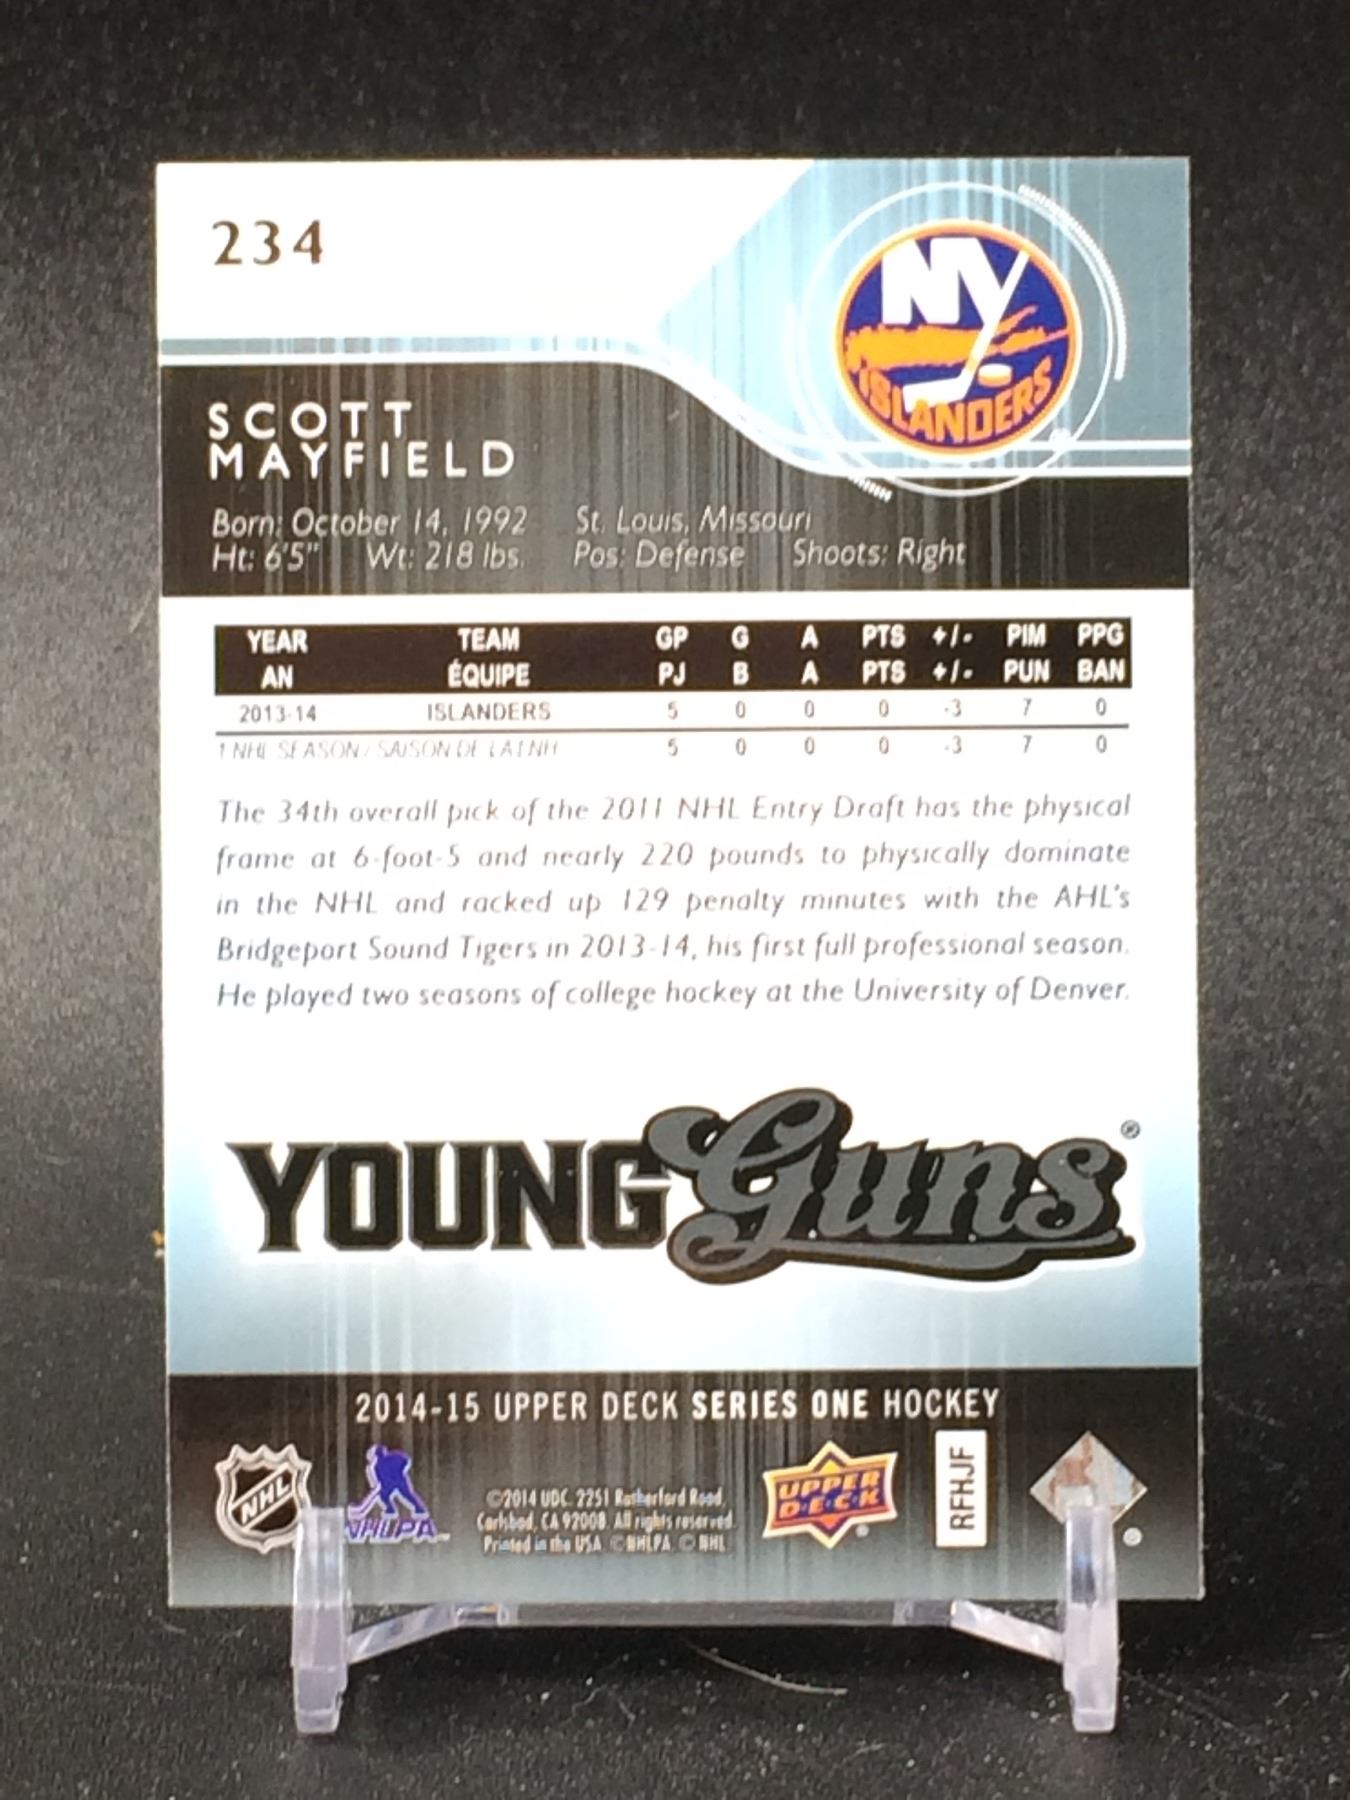 234
NY
ISLANDERS
SCOTT
MAYFIELD
Born: October 14, 1992 St. Louis, Missouri
Ht: 6'5" Wt: 218 lbs. Pos: Defense Shoots: Right
YEAR TEAM GP G A PTS +/- PIM PPG
AN ÉQUIPE PJ B A PTS +/- PUN BAN
2013-14 ISLANDERS 5 0 0 0 -3 7 0
1 NHL SEASON / SAISON DE LA LNH 5 0 0 0 -3 7 0
The 34th overall pick of the 2011 NHL Entry Draft has the physical
frame at 6-foot-5 and nearly 220 pounds to physically dominate
in the NHL and racked up 129 penalty minutes with the AHL's
Bridgeport Sound Tigers in 2013-14, his first full professional season.
He played two seasons of college hockey at the University of Denver.
YOUNG Guns®
2014-15 UPPER DECK SERIES ONE HOCKEY
NHL
NHLPA™
©2014 UDC. 2251 Rutherford Road,
Carlsbad, CA 92008. All rights reserved.
Printed in the USA. © NHLPA. © NHL
UPPER
DECK®
RFHJF